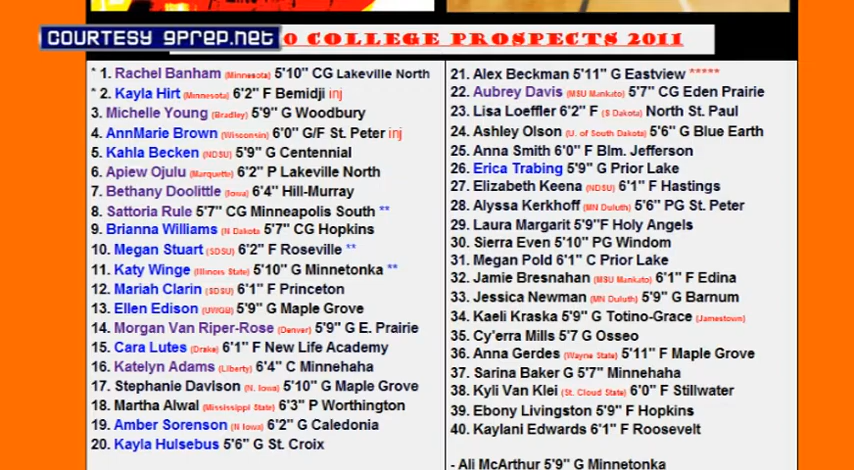 COURTESY 9PREP.NET
O COLLEGE PROSPECTS 2011
* 1. Rachel Banham (Minnesota) 5'10" CG Lakeville North
* 2. Kayla Hirt (Minnesota) 6'2" F Bemidji inj
3. Michelle Young (Bradley) 5'9" G Woodbury
4. AnnMarie Brown (Wisconsin) 6'0" G/F St. Peter inj
5. Kahla Becken (NDSU) 5'9" G Centennial
6. Apiew Ojulu (Marquette) 6'2" P Lakeville North
7. Bethany Doolittle (Iowa) 6'4" Hill-Murray
8. Sattoria Rule 5'7" CG Minneapolis South **
9. Brianna Williams (N Dakota 5'7" CG Hopkins
10. Megan Stuart (SDSU) 6'2" F Roseville **
11. Katy Winge (Illinois State) 5'10" G Minnetonka **
12. Mariah Clarin (SDSU) 6'1" F Princeton
13. Ellen Edison (UWGB) 5'9" G Maple Grove
14. Morgan Van Riper-Rose (Denver) 5'9" G E. Prairie
15. Cara Lutes (Drake) 6'1" F New Life Academy
16. Katelyn Adams (Liberty) 6'4" C Minnehaha
17. Stephanie Davison (N. Iowa) 5'10" G Maple Grove
18. Martha Alwal (Mississippi State) 6'3" P Worthington
19. Amber Sorenson (N Iowa) 6'2" G Caledonia
20. Kayla Hulsebus 5'6" G St. Croix
21. Alex Beckman 5'11" G Eastview *****
22. Aubrey Davis (MSU Mankato) 5'7" CG Eden Prairie
23. Lisa Loeffler 6'2" F (S Dakota) North St. Paul
24. Ashley Olson (U. of South Dakota) 5'6" G Blue Earth
25. Anna Smith 6'0" F Blm. Jefferson
26. Erica Trabing 5'9" G Prior Lake
27. Elizabeth Keena (NDSU) 6'1" F Hastings
28. Alyssa Kerkhoff (MN Duluth) 5'6" PG St. Peter
29. Laura Margarit 5'9"F Holy Angels
30. Sierra Even 5'10" PG Windom
31. Megan Pold 6'1" C Prior Lake
32. Jamie Bresnahan (MSU Mankato) 6'1" F Edina
33. Jessica Newman (MN Duluth) 5'9" G Barnum
34. Kaeli Kraska 5'9" G Totino-Grace (Jamestown)
35. Cy'erra Mills 5'7 G Osseo
36. Anna Gerdes (Wayne State) 5'11" F Maple Grove
37. Sarina Baker G 5'7" Minnehaha
38. Kyli Van Klei (St. Cloud State) 6'0" F Stillwater
39. Ebony Livingston 5'9" F Hopkins
40. Kaylani Edwards 6'1" F Roosevelt
- Ali McArthur 5'9" G Minnetonka